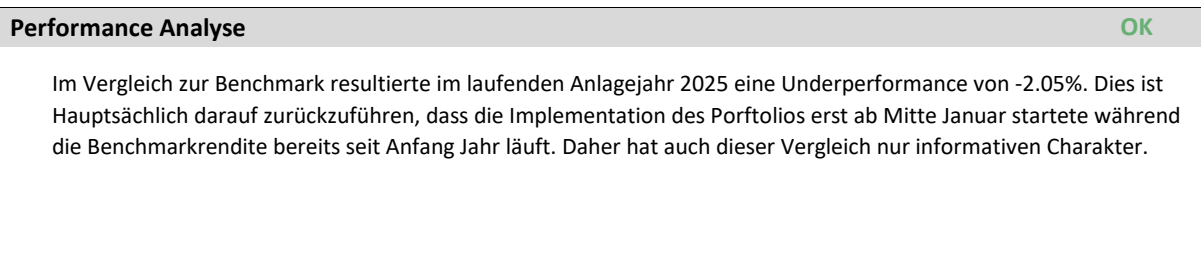 Performance Analyse OK
Im Vergleich zur Benchmark resultierte im laufenden Anlagejahr 2025 eine Underperformance von -2.05%. Dies ist
Hauptsächlich darauf zurückzuführen, dass die Implementation des Porftolios erst ab Mitte Januar startete während
die Benchmarkrendite bereits seit Anfang Jahr läuft. Daher hat auch dieser Vergleich nur informativen Charakter.